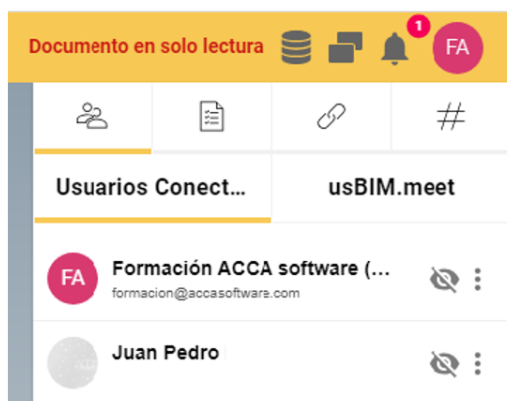 Documento en solo lectura
1
FA
#
Usuarios Conect...
usBIM.meet
FA
Formación ACCA software (...
formacion@accasoftware.com
Juan Pedro